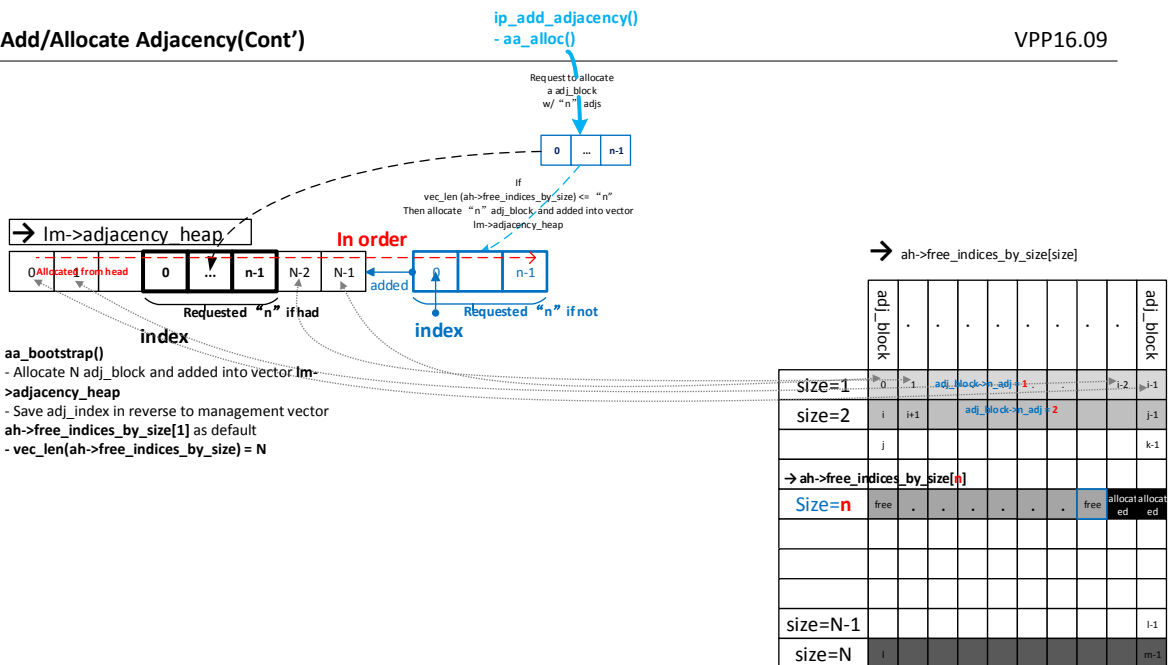 ip_add_adjacency()
- aa_alloc()
Add/Allocate Adjacency(Cont’)
VPP16.09
Request to allocate
a adj_block
w/ “n” adjs
0 ... n-1
If
vec_len (ah->free_indices_by_size) <= “n”
Then allocate “n” adj_block and added into vector
lm->adjacency_heap
→ lm->adjacency_heap
In order
0 1 Allocated from head 0 ... n-1 N-2 N-1
added
0 n-1
Requested “n” if had
Requested “n” if not
index
index
aa_bootstrap()
- Allocate N adj_block and added into vector lm-
>adjacency_heap
- Save adj_index in reverse to management vector
ah->free_indices_by_size[1] as default
- vec_len(ah->free_indices_by_size) = N
→ ah->free_indices_by_size[size]
adj_block . . . . . . . adj_block
size=1 0 1 adj_block->n_adj = 1 . i-2 i-1
size=2 i i+1 adj_block->n_adj = 2 j-1
j k-1
→ ah->free_indices_by_size[n]
Size=n free . . . . . . free allocat allocat
ed ed
size=N-1 l-1
size=N l m-1